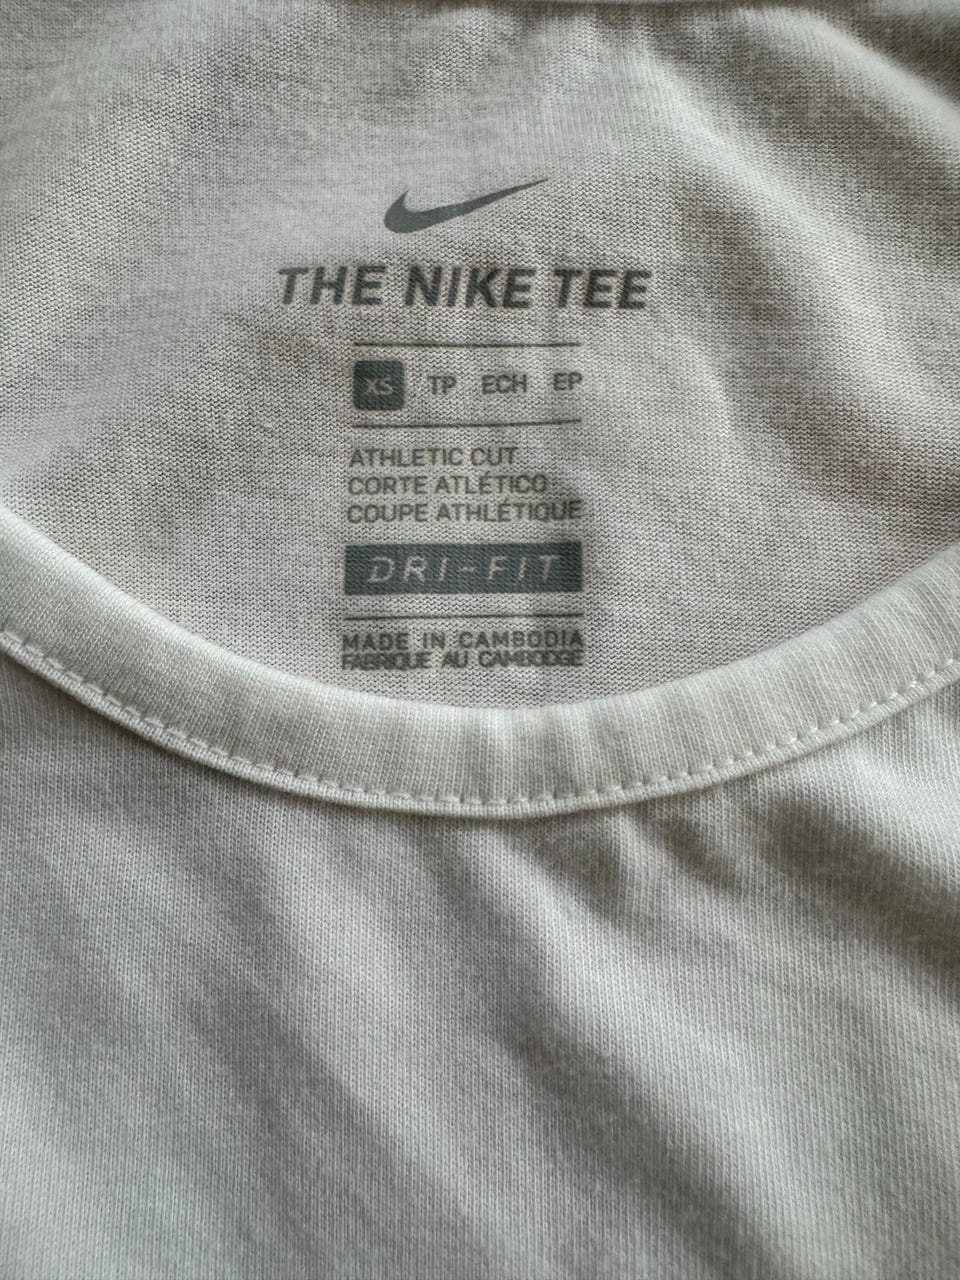 THE NIKE TEE
XS TP ECH EP
ATHLETIC CUT
CORTE ATLÉTICO
COUPE ATHLÉTIQUE
DRI-FIT
MADE IN CAMBODIA
FABRIQUE AU CAMBODGE